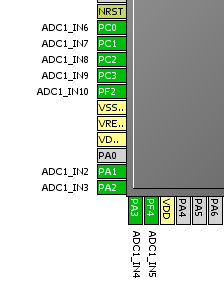 NRST
ADC1_IN6 PC0
ADC1_IN7 PC1
ADC1_IN8 PC2
ADC1_IN9 PC3
ADC1_IN10 PF2
VSS..
VRE..
VD..
PA0
ADC1_IN2 PA1
ADC1_IN3 PA2
PA3
PF4
VDD
PA4
PA5
PA6
ADC1_IN4
ADC1_IN5